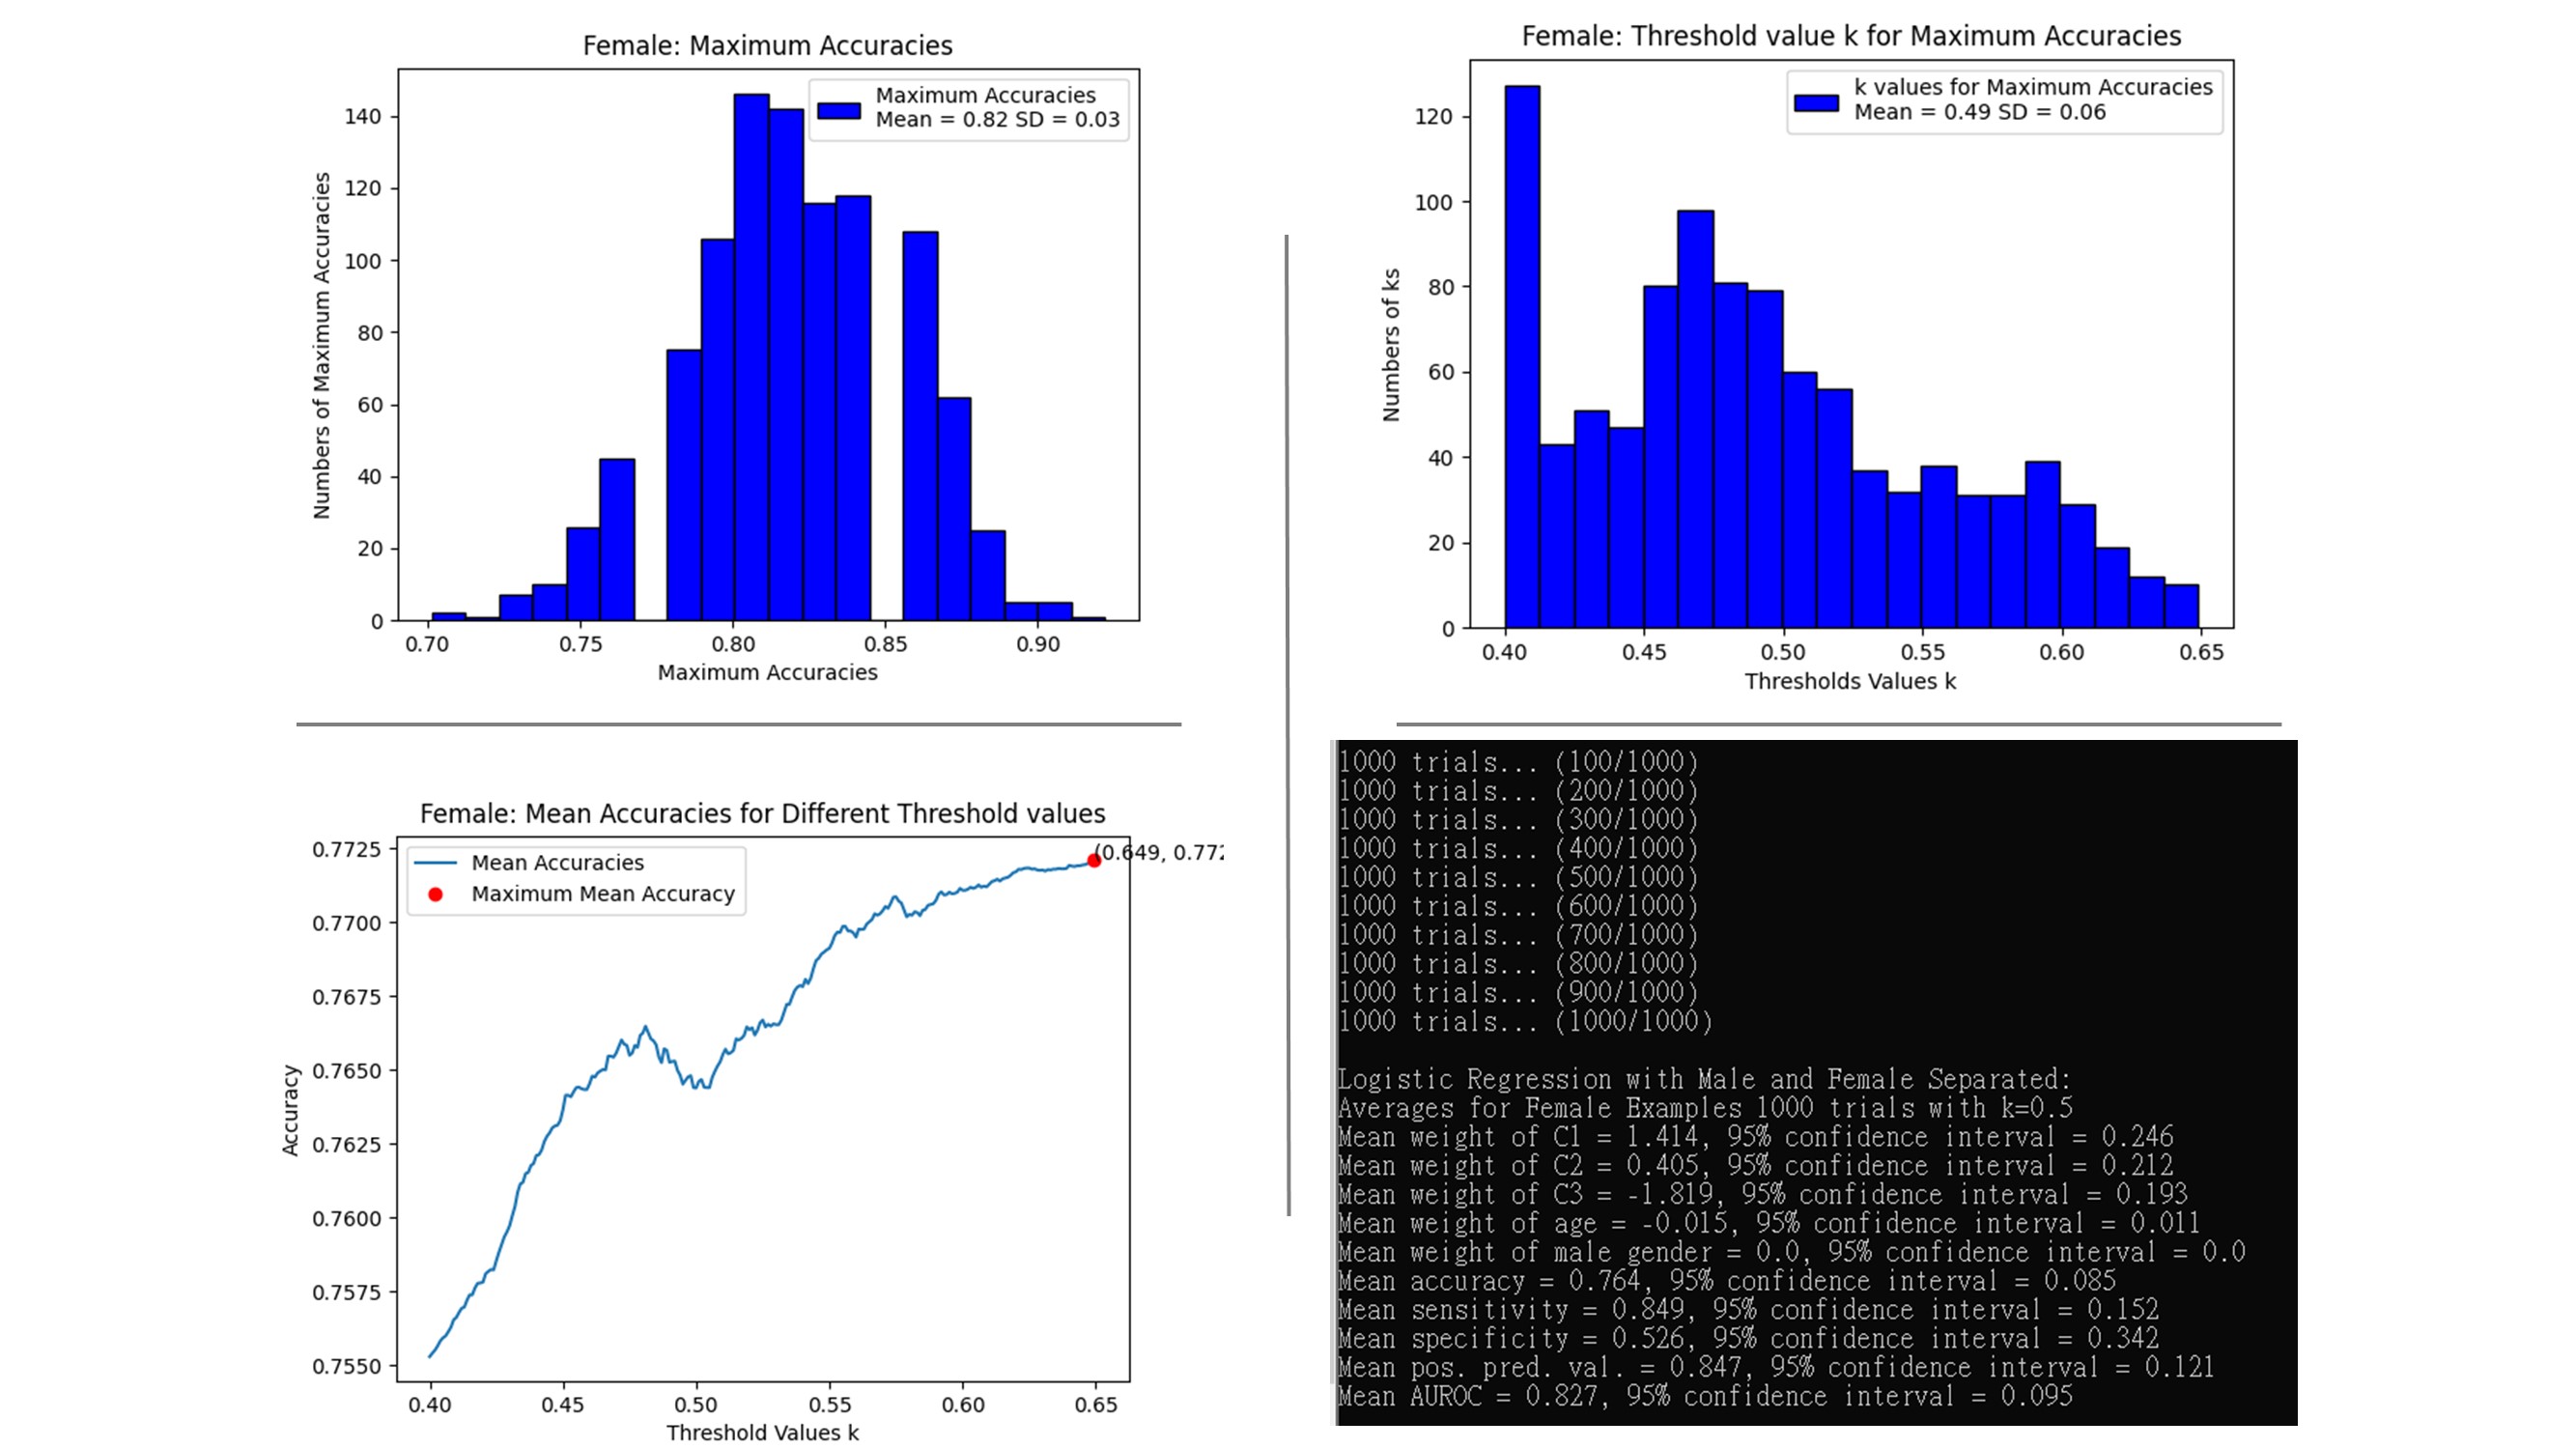 Female: Maximum Accuracies
Maximum Accuracies
Mean = 0.82 SD = 0.03
Numbers of Maximum Accuracies
140
120
100
80
60
40
20
0
0.70 0.75 0.80 0.85 0.90
Maximum Accuracies
Female: Threshold value k for Maximum Accuracies
k values for Maximum Accuracies
Mean = 0.49 SD = 0.06
Numbers of ks
120
100
80
60
40
20
0
0.40 0.45 0.50 0.55 0.60 0.65
Thresholds Values k
Female: Mean Accuracies for Different Threshold values
Mean Accuracies
Maximum Mean Accuracy
(0.649, 0.772
Accuracy
0.7725
0.7700
0.7675
0.7650
0.7625
0.7600
0.7575
0.7550
0.40 0.45 0.50 0.55 0.60 0.65
Threshold Values k
1000 trials... (100/1000)
1000 trials... (200/1000)
1000 trials... (300/1000)
1000 trials... (400/1000)
1000 trials... (500/1000)
1000 trials... (600/1000)
1000 trials... (700/1000)
1000 trials... (800/1000)
1000 trials... (900/1000)
1000 trials... (1000/1000)
Logistic Regression with Male and Female Separated:
Averages for Female Examples 1000 trials with k=0.5
Mean weight of C1 = 1.414, 95% confidence interval = 0.246
Mean weight of C2 = 0.405, 95% confidence interval = 0.212
Mean weight of C3 = -1.819, 95% confidence interval = 0.193
Mean weight of age = -0.015, 95% confidence interval = 0.011
Mean weight of male gender = 0.0, 95% confidence interval = 0.0
Mean accuracy = 0.764, 95% confidence interval = 0.085
Mean sensitivity = 0.849, 95% confidence interval = 0.152
Mean specificity = 0.526, 95% confidence interval = 0.342
Mean pos. pred. val. = 0.847, 95% confidence interval = 0.121
Mean AUROC = 0.827, 95% confidence interval = 0.095